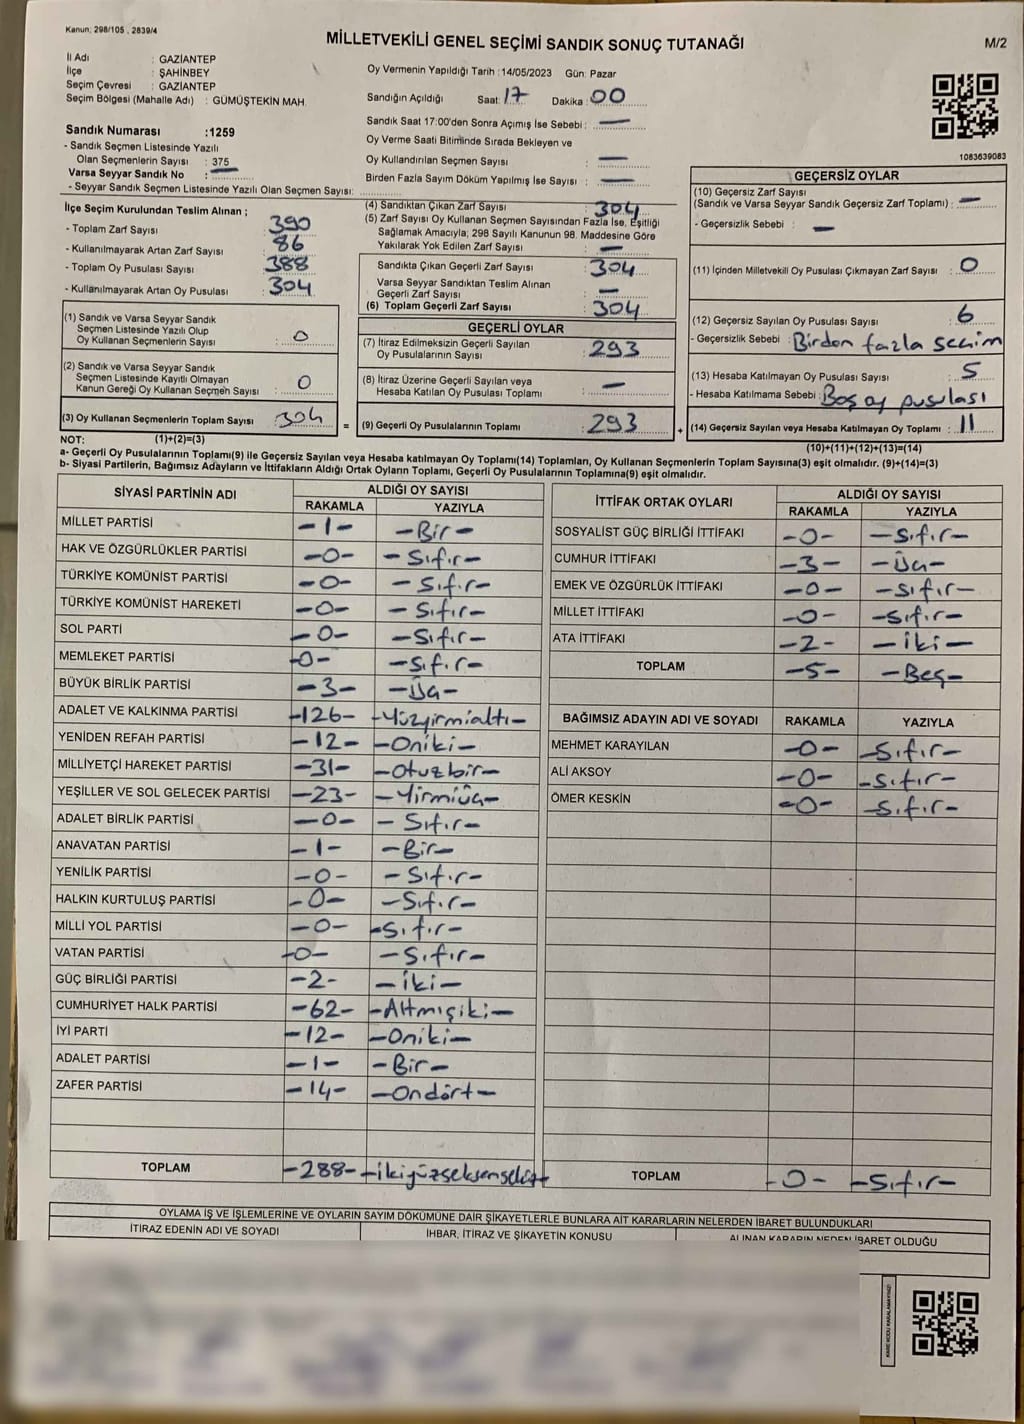 Kanun: 298/105 , 2839/4
MİLLETVEKİLİ GENEL SEÇİMİ SANDIK SONUÇ TUTANAĞI
M/2
İl Adı : GAZİANTEP
İlçe : ŞAHİNBEY
Seçim Çevresi : GAZİANTEP
Seçim Bölgesi (Mahalle Adı) : GÜMÜŞTEKİN MAH.
Sandık Numarası :1259
- Sandık Seçmen Listesinde Yazılı
Olan Seçmenlerin Sayısı : 375
Varsa Seyyar Sandık No : —
- Seyyar Sandık Seçmen Listesinde Yazılı Olan Seçmen Sayısı:
Oy Vermenin Yapıldığı Tarih :14/05/2023 Gün: Pazar
Sandığın Açıldığı Saat: 17 Dakika : 00
Sandık Saat 17:00'den Sonra Açımış İse Sebebi : —
Oy Verme Saati Bitiminde Sırada Bekleyen ve
Oy Kullandırılan Seçmen Sayısı —
Birden Fazla Sayım Döküm Yapılmış İse Sayısı : —
1083639083
İlçe Seçim Kurulundan Teslim Alınan ;
- Toplam Zarf Sayısı : 390
- Kullanılmayarak Artan Zarf Sayısı : 86
- Toplam Oy Pusulası Sayısı : 388
- Kullanılmayarak Artan Oy Pusulası : 304
(1) Sandık ve Varsa Seyyar Sandık
Seçmen Listesinde Yazılı Olup
Oy Kullanan Seçmenlerin Sayısı : 0
(2) Sandık ve Varsa Seyyar Sandık
Seçmen Listesinde Kayıtlı Olmayan
Kanun Gereği Oy Kullanan Seçmen Sayısı : 0
(3) Oy Kullanan Seçmenlerin Toplam Sayısı : 304
(4) Sandıktan Çıkan Zarf Sayısı : 304
(5) Zarf Sayısı Oy Kullanan Seçmen Sayısından Fazla İse, Eşitliği
Sağlamak Amacıyla; 298 Sayılı Kanunun 98. Maddesine Göre
Yakılarak Yok Edilen Zarf Sayısı : —
Sandıkta Çıkan Geçerli Zarf Sayısı : 304
Varsa Seyyar Sandıktan Teslim Alınan
Geçerli Zarf Sayısı : —
(6) Toplam Geçerli Zarf Sayısı : 304
GEÇERLİ OYLAR
(7) İtiraz Edilmeksizin Geçerli Sayılan
Oy Pusulalarının Sayısı : 293
(8) İtiraz Üzerine Geçerli Sayılan veya
Hesaba Katılan Oy Pusulası Toplamı : —
= (9) Geçerli Oy Pusulalarının Toplamı : 293
GEÇERSİZ OYLAR
(10) Geçersiz Zarf Sayısı
(Sandık ve Varsa Seyyar Sandık Geçersiz Zarf Toplamı) : —
- Geçersizlik Sebebi : —
(11) İçinden Milletvekili Oy Pusulası Çıkmayan Zarf Sayısı : 0
(12) Geçersiz Sayılan Oy Pusulası Sayısı : 6
- Geçersizlik Sebebi : Birden fazla seçim
(13) Hesaba Katılmayan Oy Pusulası Sayısı : 5
- Hesaba Katılmama Sebebi : Boş oy pusulası
+ (14) Geçersiz Sayılan veya Hesaba Katılmayan Oy Toplamı : 11
NOT: (1)+(2)=(3)
(10)+(11)+(12)+(13)=(14)
a- Geçerli Oy Pusulalarının Toplamı(9) ile Geçersiz Sayılan veya Hesaba katılmayan Oy Toplamı(14) Toplamları, Oy Kullanan Seçmenlerin Toplam Sayısına(3) eşit olmalıdır. (9)+(14)=(3)
b- Siyasi Partilerin, Bağımsız Adayların ve İttifakların Aldığı Ortak Oyların Toplamı, Geçerli Oy Pusulalarının Toplamına(9) eşit olmalıdır.
SİYASİ PARTİNİN ADI ALDIĞI OY SAYISI
RAKAMLA YAZIYLA
MİLLET PARTİSİ -1- -Bir-
HAK VE ÖZGÜRLÜKLER PARTİSİ -0- -Sıfır-
TÜRKİYE KOMÜNİST PARTİSİ -0- -Sıfır-
TÜRKİYE KOMÜNİST HAREKETİ -0- -Sıfır-
SOL PARTİ -0- -Sıfır-
MEMLEKET PARTİSİ -0- -Sıfır-
BÜYÜK BİRLİK PARTİSİ -3- -Üç-
ADALET VE KALKINMA PARTİSİ -126- -Yüzyirmialtı-
YENİDEN REFAH PARTİSİ -12- -Oniki-
MİLLİYETÇİ HAREKET PARTİSİ -31- -Otuzbir-
YEŞİLLER VE SOL GELECEK PARTİSİ -23- -Yirmiüç-
ADALET BİRLİK PARTİSİ -0- -Sıfır-
ANAVATAN PARTİSİ -1- -Bir-
YENİLİK PARTİSİ -0- -Sıfır-
HALKIN KURTULUŞ PARTİSİ -0- -Sıfır-
MİLLİ YOL PARTİSİ -0- -Sıfır-
VATAN PARTİSİ -0- -Sıfır-
GÜÇ BİRLİĞİ PARTİSİ -2- -iki-
CUMHURİYET HALK PARTİSİ -62- -Altmışiki-
İYİ PARTİ -12- -Oniki-
ADALET PARTİSİ -1- -Bir-
ZAFER PARTİSİ -14- -Ondört-
TOPLAM -288- -ikiyüzseksensekiz-
İTTİFAK ORTAK OYLARI ALDIĞI OY SAYISI
RAKAMLA YAZIYLA
SOSYALİST GÜÇ BİRLİĞİ İTTİFAKI -0- -Sıfır-
CUMHUR İTTİFAKI -3- -Üç-
EMEK VE ÖZGÜRLÜK İTTİFAKI -0- -Sıfır-
MİLLET İTTİFAKI -0- -Sıfır-
ATA İTTİFAKI -2- -iki-
TOPLAM -5- -Beş-
BAĞIMSIZ ADAYIN ADI VE SOYADI RAKAMLA YAZIYLA
MEHMET KARAYILAN -0- -Sıfır-
ALİ AKSOY -0- -Sıfır-
ÖMER KESKİN -0- -Sıfır-
TOPLAM -0- -Sıfır-
OYLAMA İŞ VE İŞLEMLERİNE VE OYLARIN SAYIM DÖKÜMÜNE DAİR ŞİKAYETLERLE BUNLARA AİT KARARLARIN NELERDEN İBARET BULUNDUKLARI
İTİRAZ EDENİN ADI VE SOYADI İHBAR, İTİRAZ VE ŞİKAYETİN KONUSU ALINAN KARARIN NEDEN İBARET OLDUĞU
KARE KODU KARALAMAYINIZ!